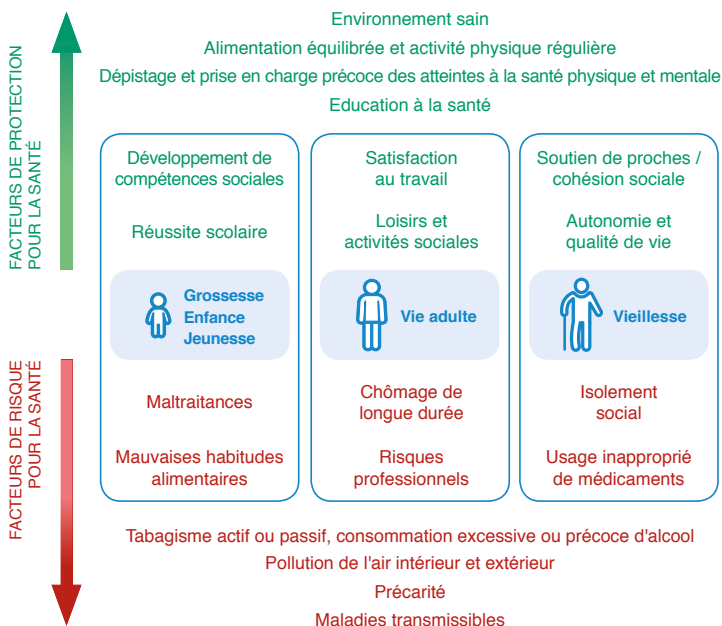 Environnement sain
Alimentation équilibrée et activité physique régulière
Dépistage et prise en charge précoce des atteintes à la santé physique et mentale
Education à la santé
FACTEURS DE PROTECTION
POUR LA SANTÉ
Développement de
compétences sociales
Réussite scolaire
Grossesse
Enfance
Jeunesse
Maltraitances
Mauvaises habitudes
alimentaires
Satisfaction
au travail
Loisirs et
activités sociales
Vie adulte
Chômage de
longue durée
Risques
professionnels
Soutien de proches /
cohésion sociale
Autonomie et
qualité de vie
Vieillesse
Isolement
social
Usage inapproprié
de médicaments
FACTEURS DE RISQUE
POUR LA SANTÉ
Tabagisme actif ou passif, consommation excessive ou précoce d'alcool
Pollution de l'air intérieur et extérieur
Précarité
Maladies transmissibles